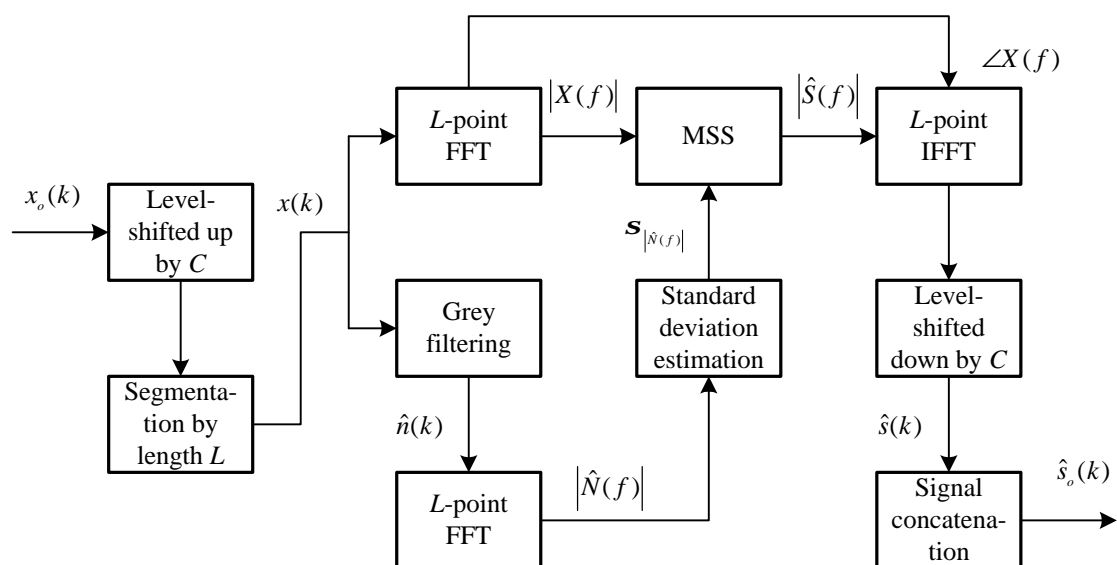 ∠X(f)
L-point
FFT
|X(f)|
MSS
|Ŝ(f)|
L-point
IFFT
x_o(k)
Level-
shifted up
by C
x(k)
s_{|N̂(f)|}
Grey
filtering
Standard
deviation
estimation
Level-
shifted
down by C
Segmenta-
tion by
length L
n̂(k)
ŝ(k)
L-point
FFT
|N̂(f)|
Signal
concatena-
tion
ŝ_o(k)